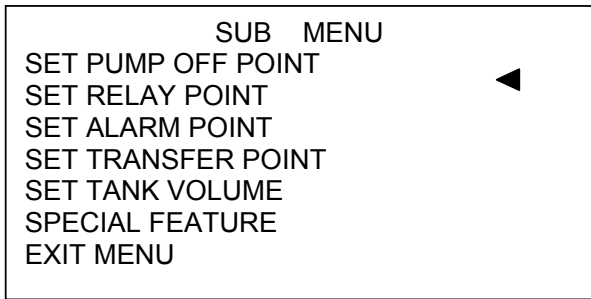 SUB MENU
SET PUMP OFF POINT
SET RELAY POINT
SET ALARM POINT
SET TRANSFER POINT
SET TANK VOLUME
SPECIAL FEATURE
EXIT MENU